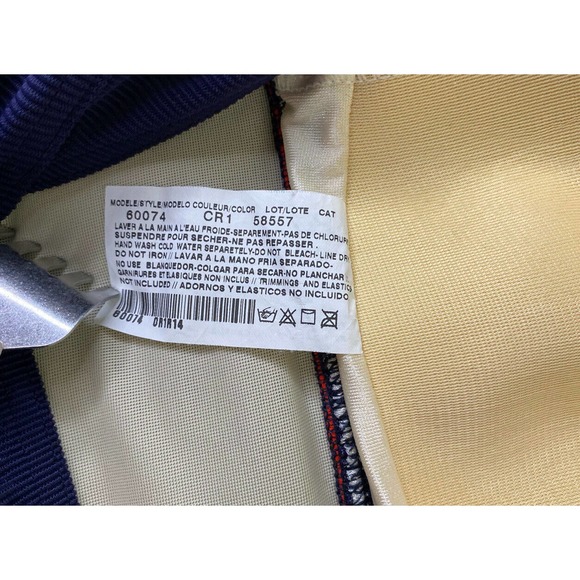 MODELE/STYLE/MODELO COULEUR/COLOR LOT/LOTE CAT
60074 CR1 58557
LAVER A LA MAIN A L'EAU FROIDE-SEPAREMENT-PAS DE CHLORURE
SUSPENDRE POUR SECHER-NE PAS REPASSER.
HAND WASH COLD WATER SEPARETELY-DO NOT BLEACH-LINE DRY
DO NOT IRON//LAVAR A LA MANO FRIA SEPARADO-
NO USE BLANQUEDOR-COLGAR PARA SECAR-NO PLANCHAR
GARNIFURES ET ELASTIQUES NON INCLUS // TRIMMINGS AND ELASTICS
NOT INCLUDED// ADORNOS Y ELASTICOS NO INCLUIDO
60074 CR1R14